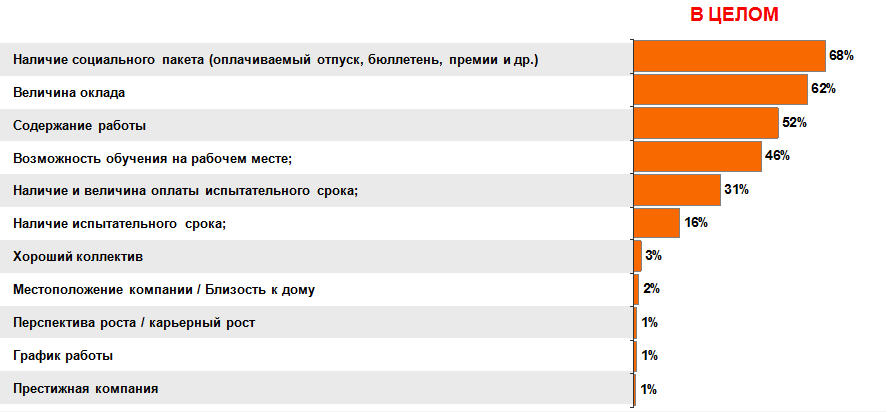 В ЦЕЛОМ
Наличие социального пакета (оплачиваемый отпуск, бюллетень, премии и др.) 68%
Величина оклада 62%
Содержание работы 52%
Возможность обучения на рабочем месте; 46%
Наличие и величина оплаты испытательного срока; 31%
Наличие испытательного срока; 16%
Хороший коллектив 3%
Местоположение компании / Близость к дому 2%
Перспектива роста / карьерный рост 1%
График работы 1%
Престижная компания 1%